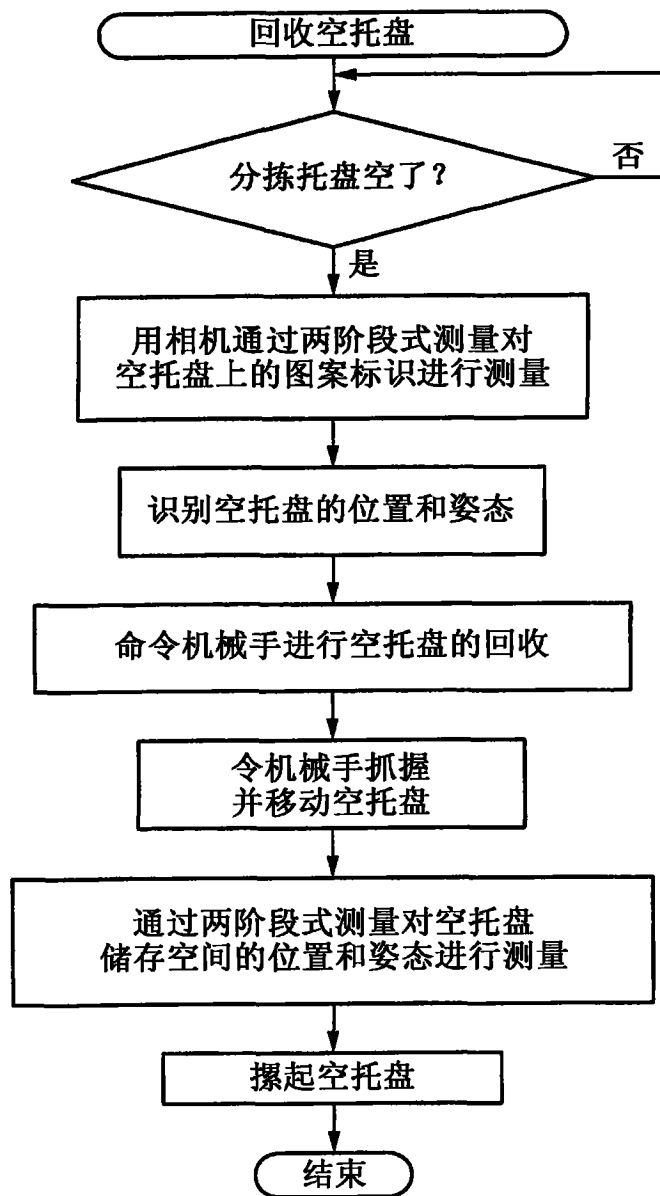 回收空托盘
分拣托盘空了？
否
是
用相机通过两阶段式测量对
空托盘上的图案标识进行测量
识别空托盘的位置和姿态
命令机械手进行空托盘的回收
令机械手抓握
并移动空托盘
通过两阶段式测量对空托盘
储存空间的位置和姿态进行测量
摞起空托盘
结束